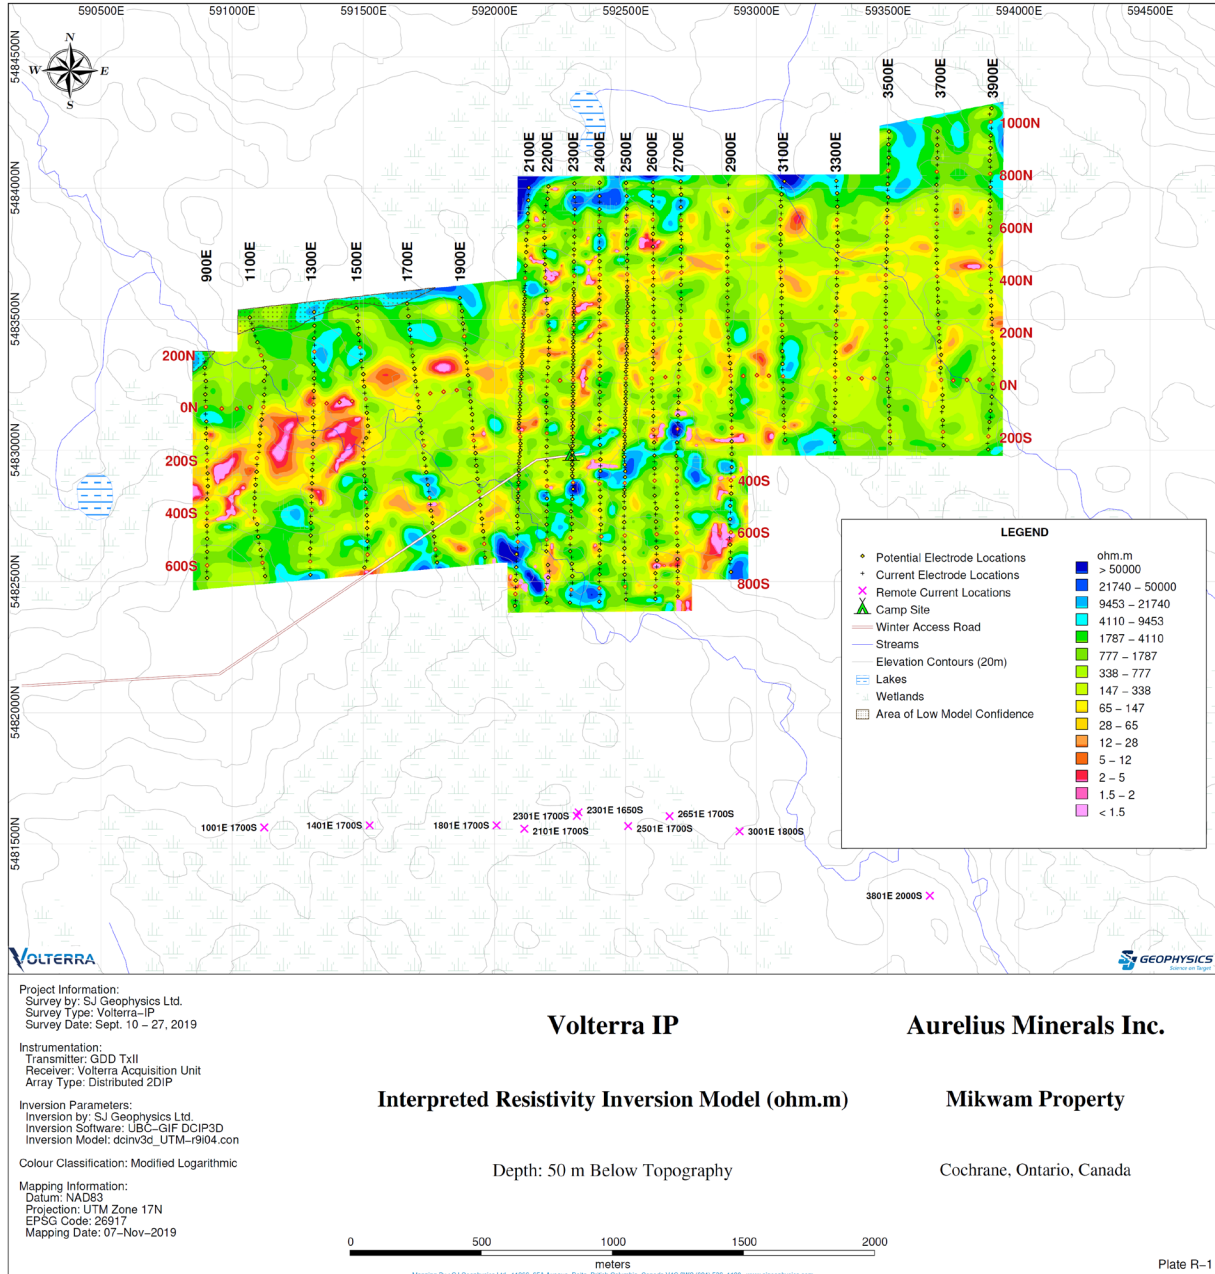 590500E 591000E 591500E 592000E 592500E 593000E 593500E 594000E 594500E
5484500N
5484000N
5483500N
5483000N
5482500N
5482000N
5481500N
N
W E
S
900E
1100E
1300E
1500E
1700E
1900E
2100E
2200E
2300E
2400E
2500E
2600E
2700E
2900E
3100E
3300E
3500E
3700E
3900E
1000N
800N
600N
400N
200N
0N
200S
400S
600S
800S
200N
0N
200S
400S
600S
LEGEND
Potential Electrode Locations
Current Electrode Locations
Remote Current Locations
Camp Site
Winter Access Road
Streams
Elevation Contours (20m)
Lakes
Wetlands
Area of Low Model Confidence
ohm.m
> 50000
21740 – 50000
9453 – 21740
4110 – 9453
1787 – 4110
777 – 1787
338 – 777
147 – 338
65 – 147
28 – 65
12 – 28
5 – 12
2 – 5
1.5 – 2
< 1.5
1001E 1700S
1401E 1700S
1801E 1700S
2301E 1700S
2301E 1650S
2101E 1700S
2501E 1700S
2651E 1700S
3001E 1800S
3801E 2000S
VOLTERRA
SJ GEOPHYSICS
Science on Target
Project Information:
Survey by: SJ Geophysics Ltd.
Survey Type: Volterra–IP
Survey Date: Sept. 10 – 27, 2019
Instrumentation:
Transmitter: GDD TxII
Receiver: Volterra Acquisition Unit
Array Type: Distributed 2DIP
Inversion Parameters:
Inversion by: SJ Geophysics Ltd.
Inversion Software: UBC–GIF DCIP3D
Inversion Model: dcinv3d_UTM–r9i04.con
Colour Classification: Modified Logarithmic
Mapping Information:
Datum: NAD83
Projection: UTM Zone 17N
EPSG Code: 26917
Mapping Date: 07–Nov–2019
Volterra IP
Interpreted Resistivity Inversion Model (ohm.m)
Depth: 50 m Below Topography
Aurelius Minerals Inc.
Mikwam Property
Cochrane, Ontario, Canada
0 500 1000 1500 2000
meters
Plate R–1